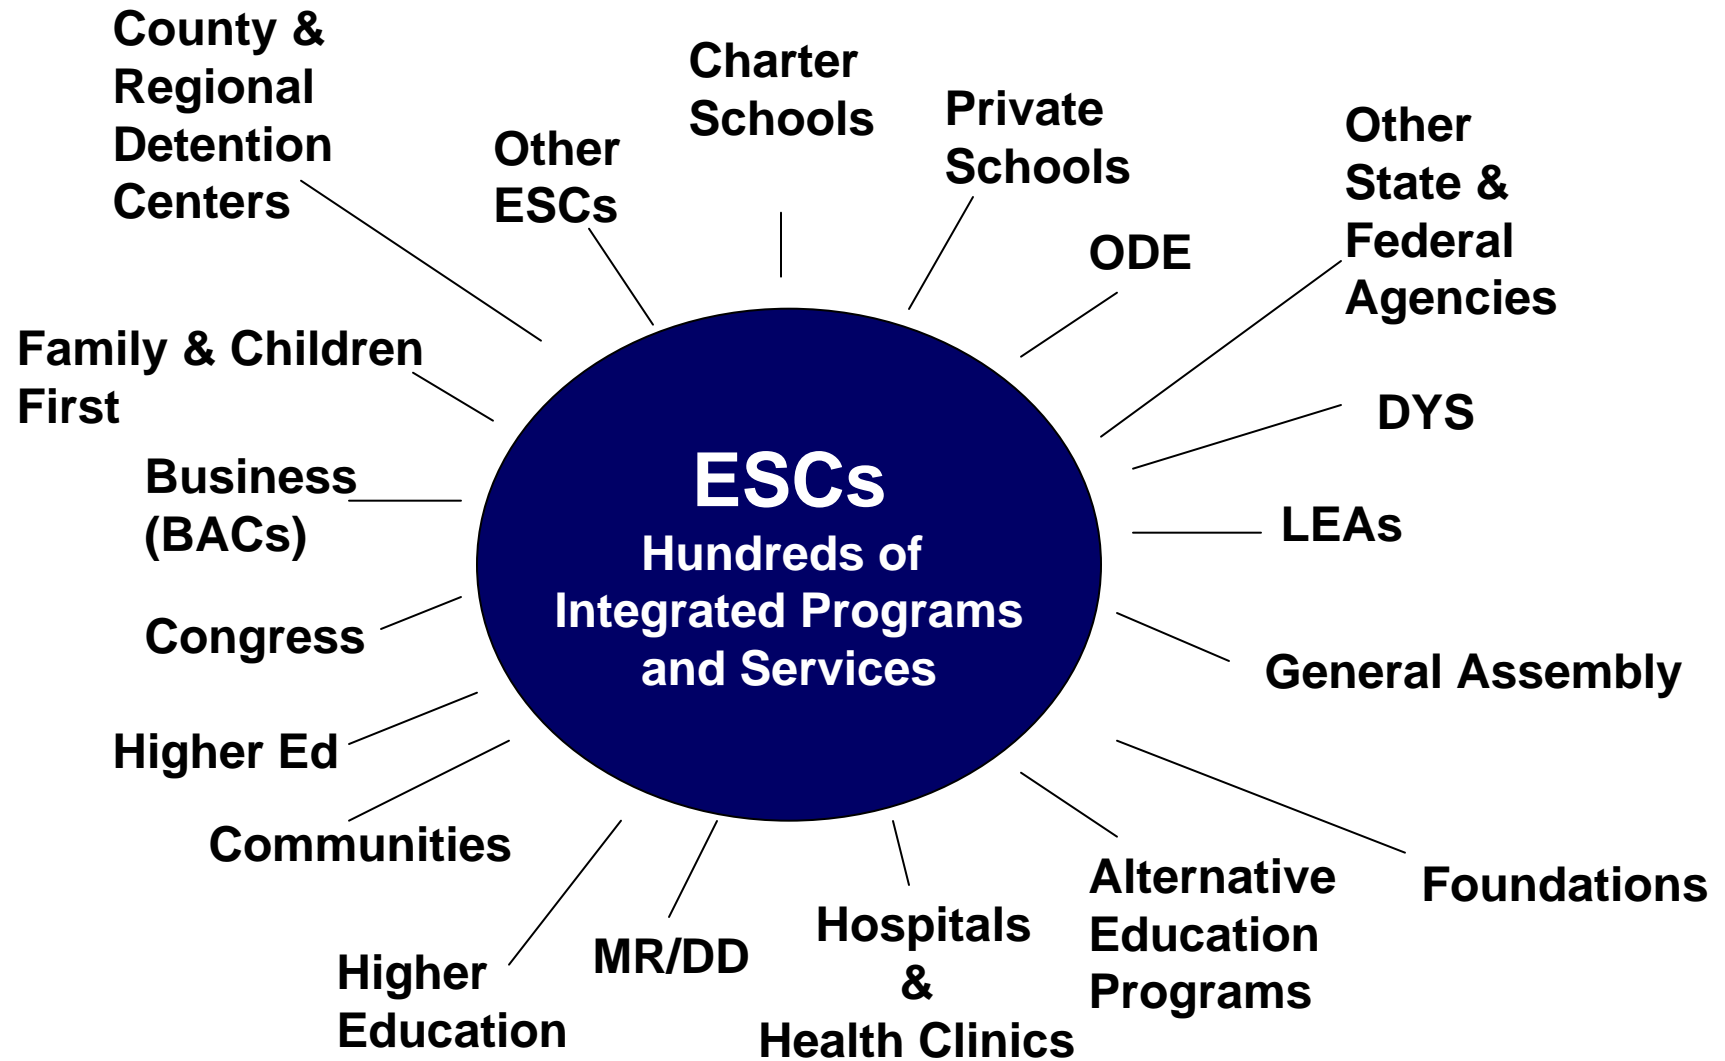 County &
Regional
Detention
Centers
Other
ESCs
Charter
Schools
Private
Schools
ODE
Other
State &
Federal
Agencies
Family & Children
First
DYS
Business
(BACs)
ESCs
Hundreds of
Integrated Programs
and Services
LEAs
Congress
General Assembly
Higher Ed
Communities
Higher
Education
MR/DD
Hospitals
&
Health Clinics
Alternative
Education
Programs
Foundations